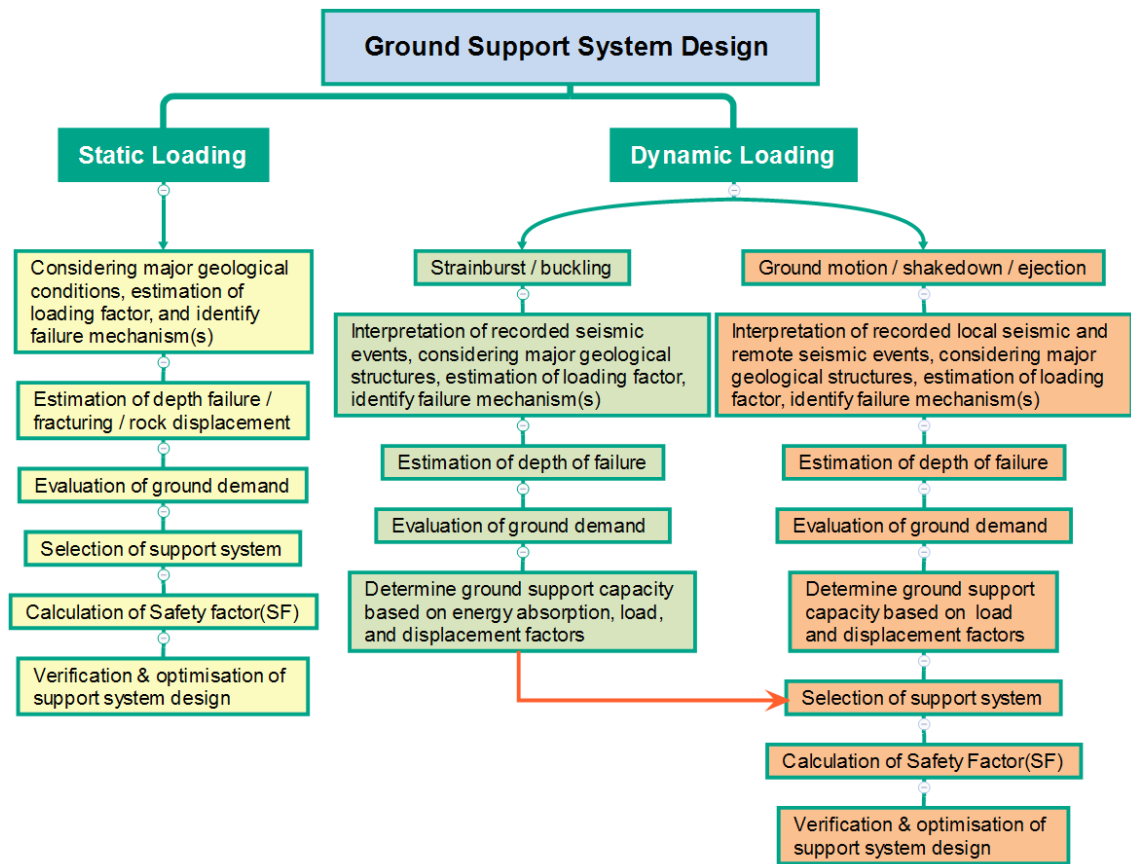 Ground Support System Design
Static Loading
Dynamic Loading
Considering major geological
conditions, estimation of
loading factor, and identify
failure mechanism(s)
Estimation of depth failure /
fracturing / rock displacement
Evaluation of ground demand
Selection of support system
Calculation of Safety factor(SF)
Verification & optimisation of
support system design
Strainburst / buckling
Interpretation of recorded seismic
events, considering major geological
structures, estimation of loading factor,
identify failure mechanism(s)
Estimation of depth of failure
Evaluation of ground demand
Determine ground support capacity
based on energy absorption, load,
and displacement factors
Ground motion / shakedown / ejection
Interpretation of recorded local seismic and
remote seismic events, considering major
geological structures, estimation of loading
factor, identify failure mechanism(s)
Estimation of depth of failure
Evaluation of ground demand
Determine ground support
capacity based on load
and displacement factors
Selection of support system
Calculation of Safety Factor(SF)
Verification & optimisation of
support system design